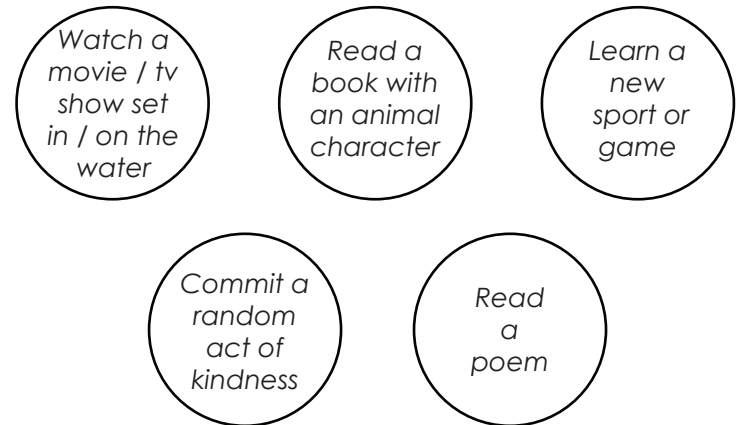 Watch a
movie / tv
show set
in / on the
water
Read a
book with
an animal
character
Learn a
new
sport or
game
Commit a
random
act of
kindness
Read
a
poem